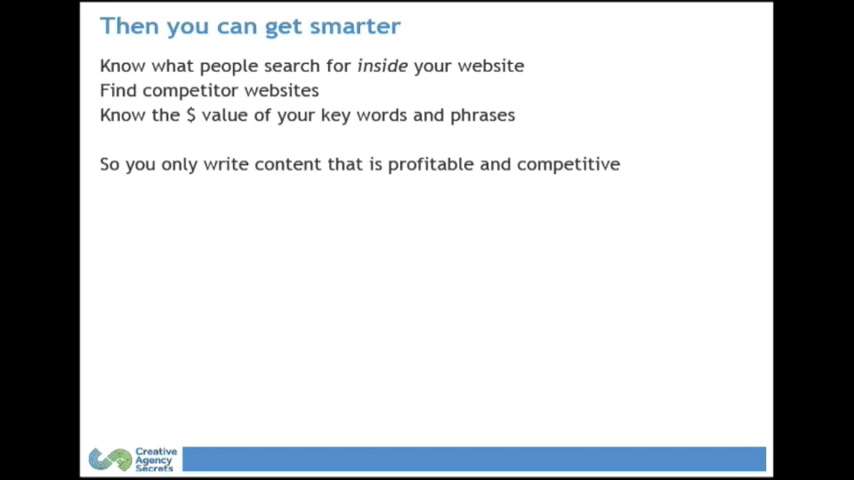 Then you can get smarter
Know what people search for inside your website
Find competitor websites
Know the $ value of your key words and phrases
So you only write content that is profitable and competitive
Creative
Agency
Secrets